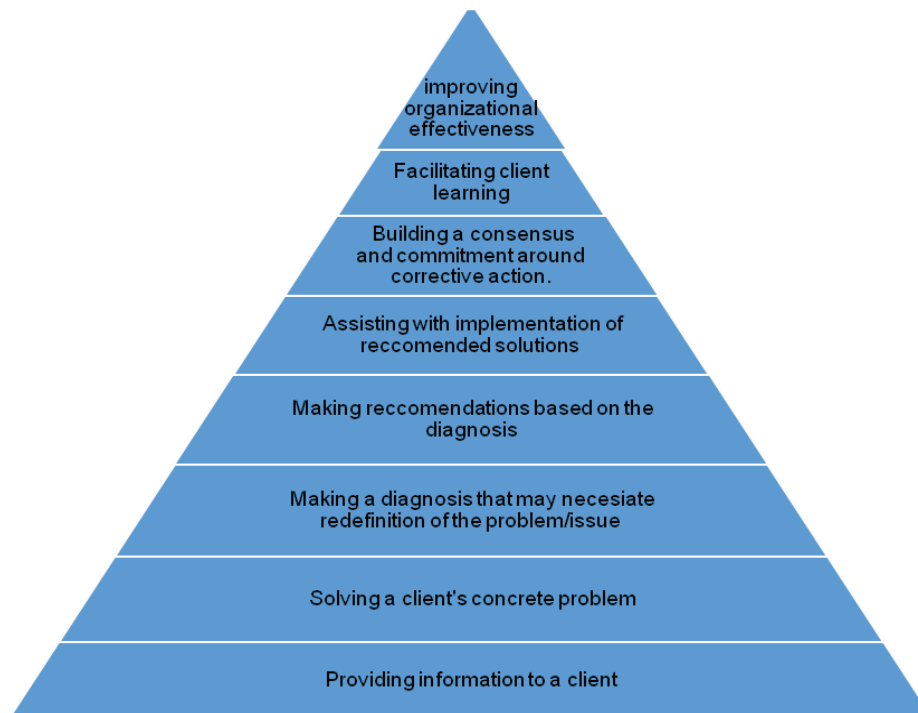 improving
organizational
effectiveness
Facilitating client
learning
Building a consensus
and commitment around
corrective action.
Assisting with implementation of
reccomended solutions
Making reccomendations based on the
diagnosis
Making a diagnosis that may necesiate
redefinition of the problem/issue
Solving a client's concrete problem
Providing information to a client